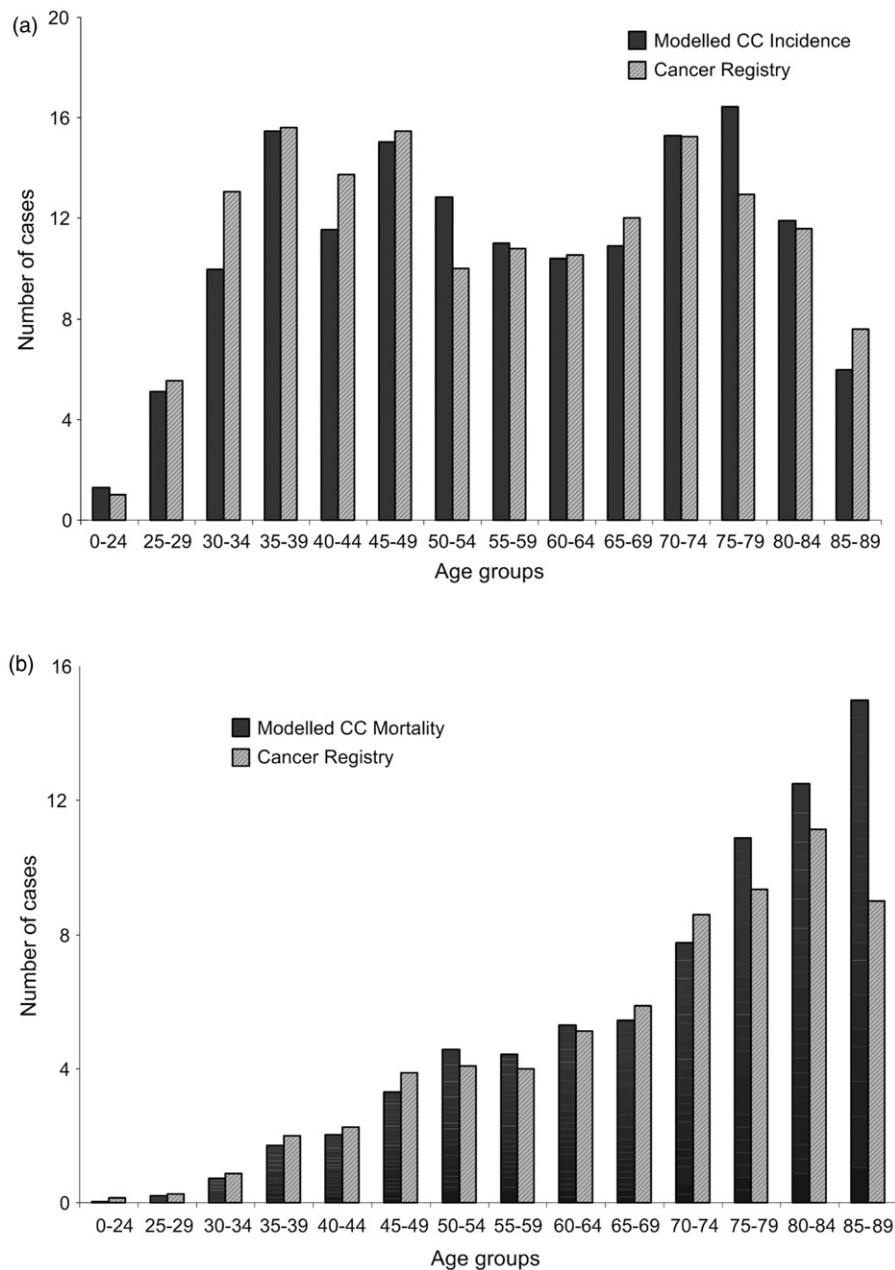 (a)
20
Modelled CC Incidence
Cancer Registry
16
12
8
4
0
Number of cases
0-24 25-29 30-34 35-39 40-44 45-49 50-54 55-59 60-64 65-69 70-74 75-79 80-84 85-89
Age groups
(b)
16
Modelled CC Mortality
Cancer Registry
12
8
4
0
Number of cases
0-24 25-29 30-34 35-39 40-44 45-49 50-54 55-59 60-64 65-69 70-74 75-79 80-84 85-89
Age groups